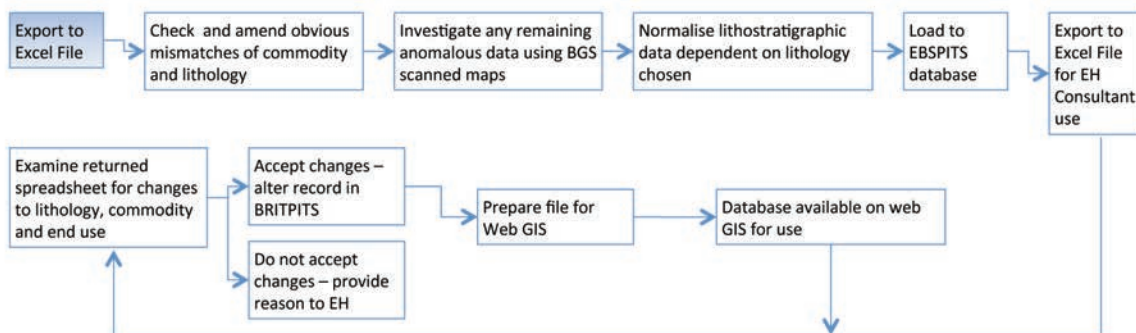 Export to
Excel File
Check and amend obvious
mismatches of commodity
and lithology
Investigate any remaining
anomalous data using BGS
scanned maps
Normalise lithostratigraphic
data dependent on lithology
chosen
Load to
EBSPITS
database
Export to
Excel File
for EH
Consultant
use
Examine returned
spreadsheet for changes
to lithology, commodity
and end use
Accept changes –
alter record in
BRITPITS
Do not accept
changes – provide
reason to EH
Prepare file for
Web GIS
Database available on web
GIS for use